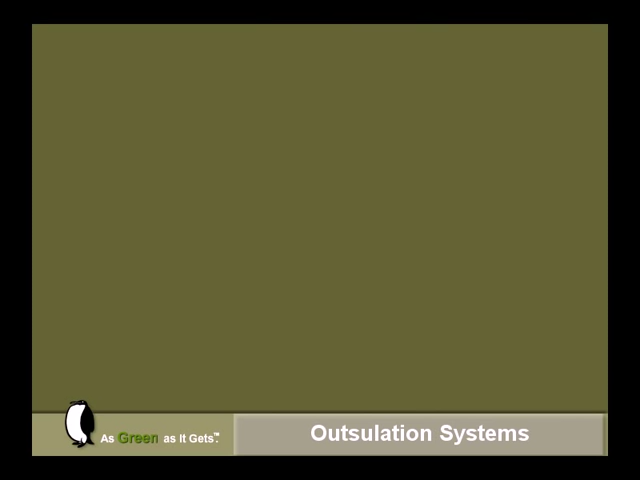 As Green as It Gets.™
Outsulation Systems